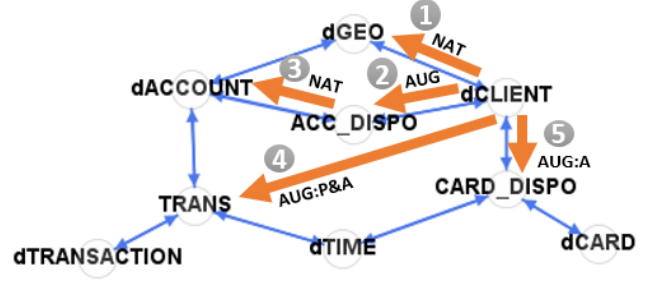 1
dGEO
NAT
3
NAT
2
AUG
dACCOUNT
dCLIENT
ACC_DISPO
4
5
AUG:A
AUG:P&A
CARD_DISPO
TRANS
dTIME
dCARD
dTRANSACTION